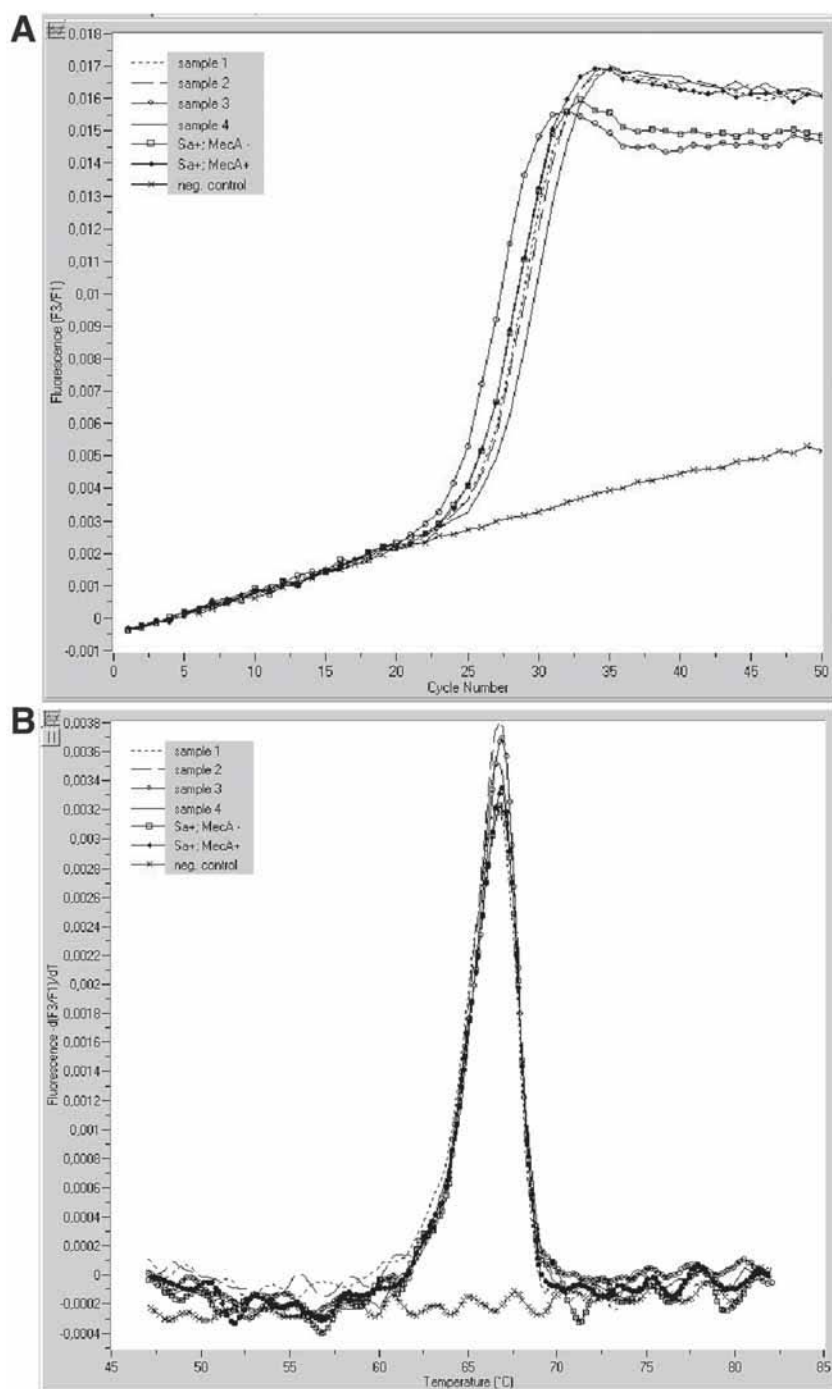 A
0,018
0,017
0,016
0,015
0,014
0,013
0,012
0,011
0,01
0,009
0,008
0,007
0,006
0,005
0,004
0,003
0,002
0,001
0
-0,001
Fluorescence (F3/F1)
sample 1
sample 2
sample 3
sample 4
Sa+; MecA -
Sa+; MecA+
neg. control
0 5 10 15 20 25 30 35 40 45 50
Cycle Number
B
0,0038
0,0036
0,0034
0,0032
0,003
0,0028
0,0026
0,0024
0,0022
0,002
0,0018
0,0016
0,0014
0,0012
0,001
0,0008
0,0006
0,0004
0,0002
0
-0,0002
-0,0004
Fluorescence -d(F3/F1)/dT
sample 1
sample 2
sample 3
sample 4
Sa+; MecA -
Sa+; MecA+
neg. control
45 50 55 60 65 70 75 80 85
Temperature (°C)